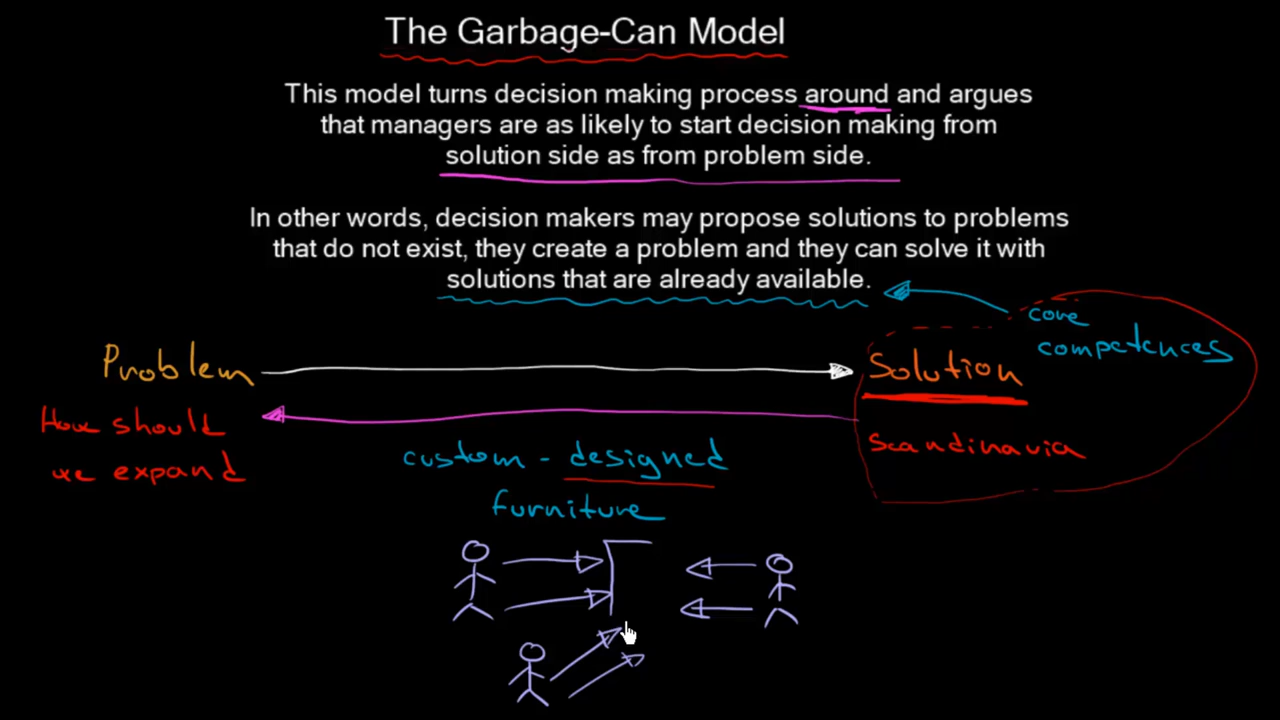 The Garbage-Can Model
This model turns decision making process around and argues
that managers are as likely to start decision making from
solution side as from problem side.
In other words, decision makers may propose solutions to problems
that do not exist, they create a problem and they can solve it with
solutions that are already available.
core
competences
Problem
Solution
How should
we expand
Scandinavia
custom - designed
furniture